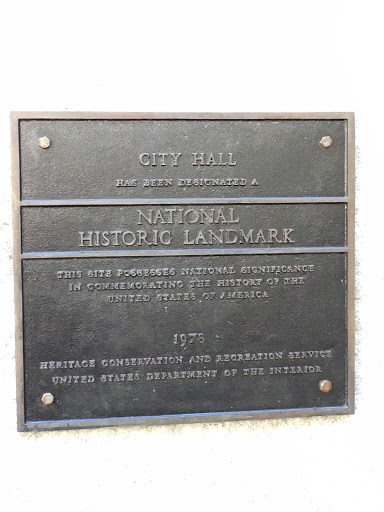 CITY HALL
HAS BEEN DESIGNATED A
NATIONAL
HISTORIC LANDMARK
THIS SITE POSSESSES NATIONAL SIGNIFICANCE
IN COMMEMORATING THE HISTORY OF THE
UNITED STATES OF AMERICA
1978
HERITAGE CONSERVATION AND RECREATION SERVICE
UNITED STATES DEPARTMENT OF THE INTERIOR